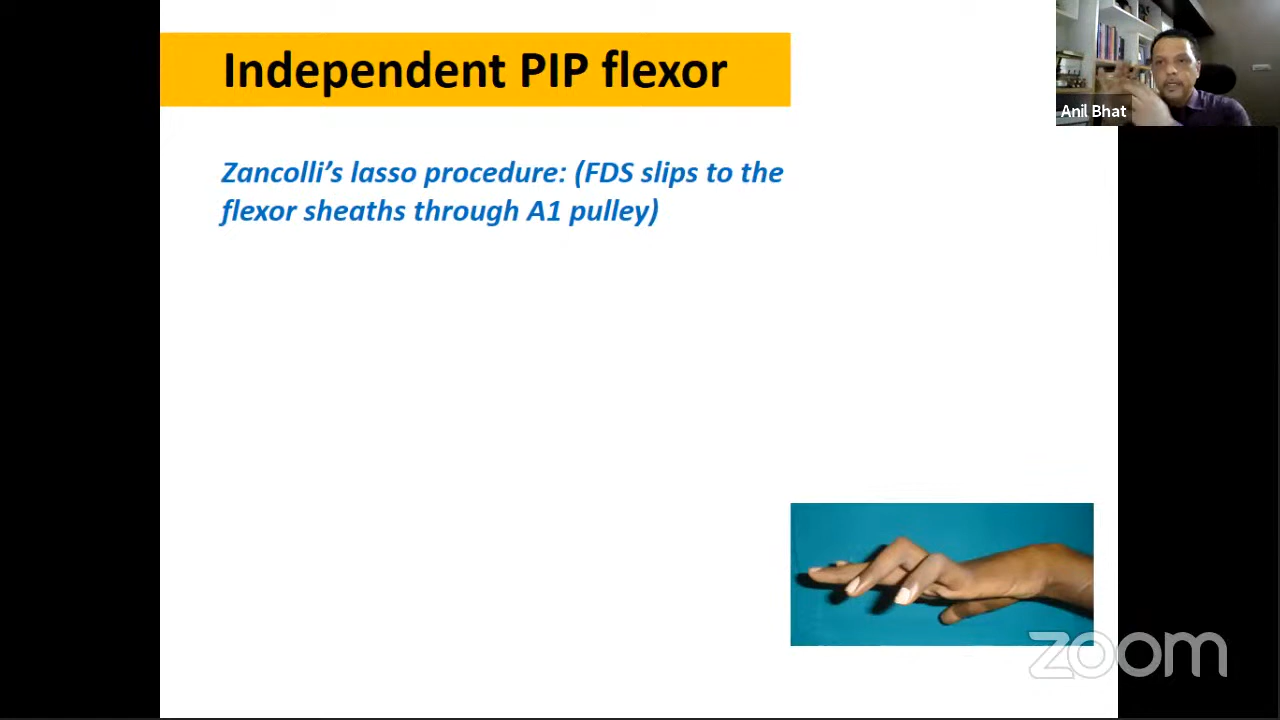 Independent PIP flexor
Anil Bhat
Zancolli’s lasso procedure: (FDS slips to the
flexor sheaths through A1 pulley)
zoom